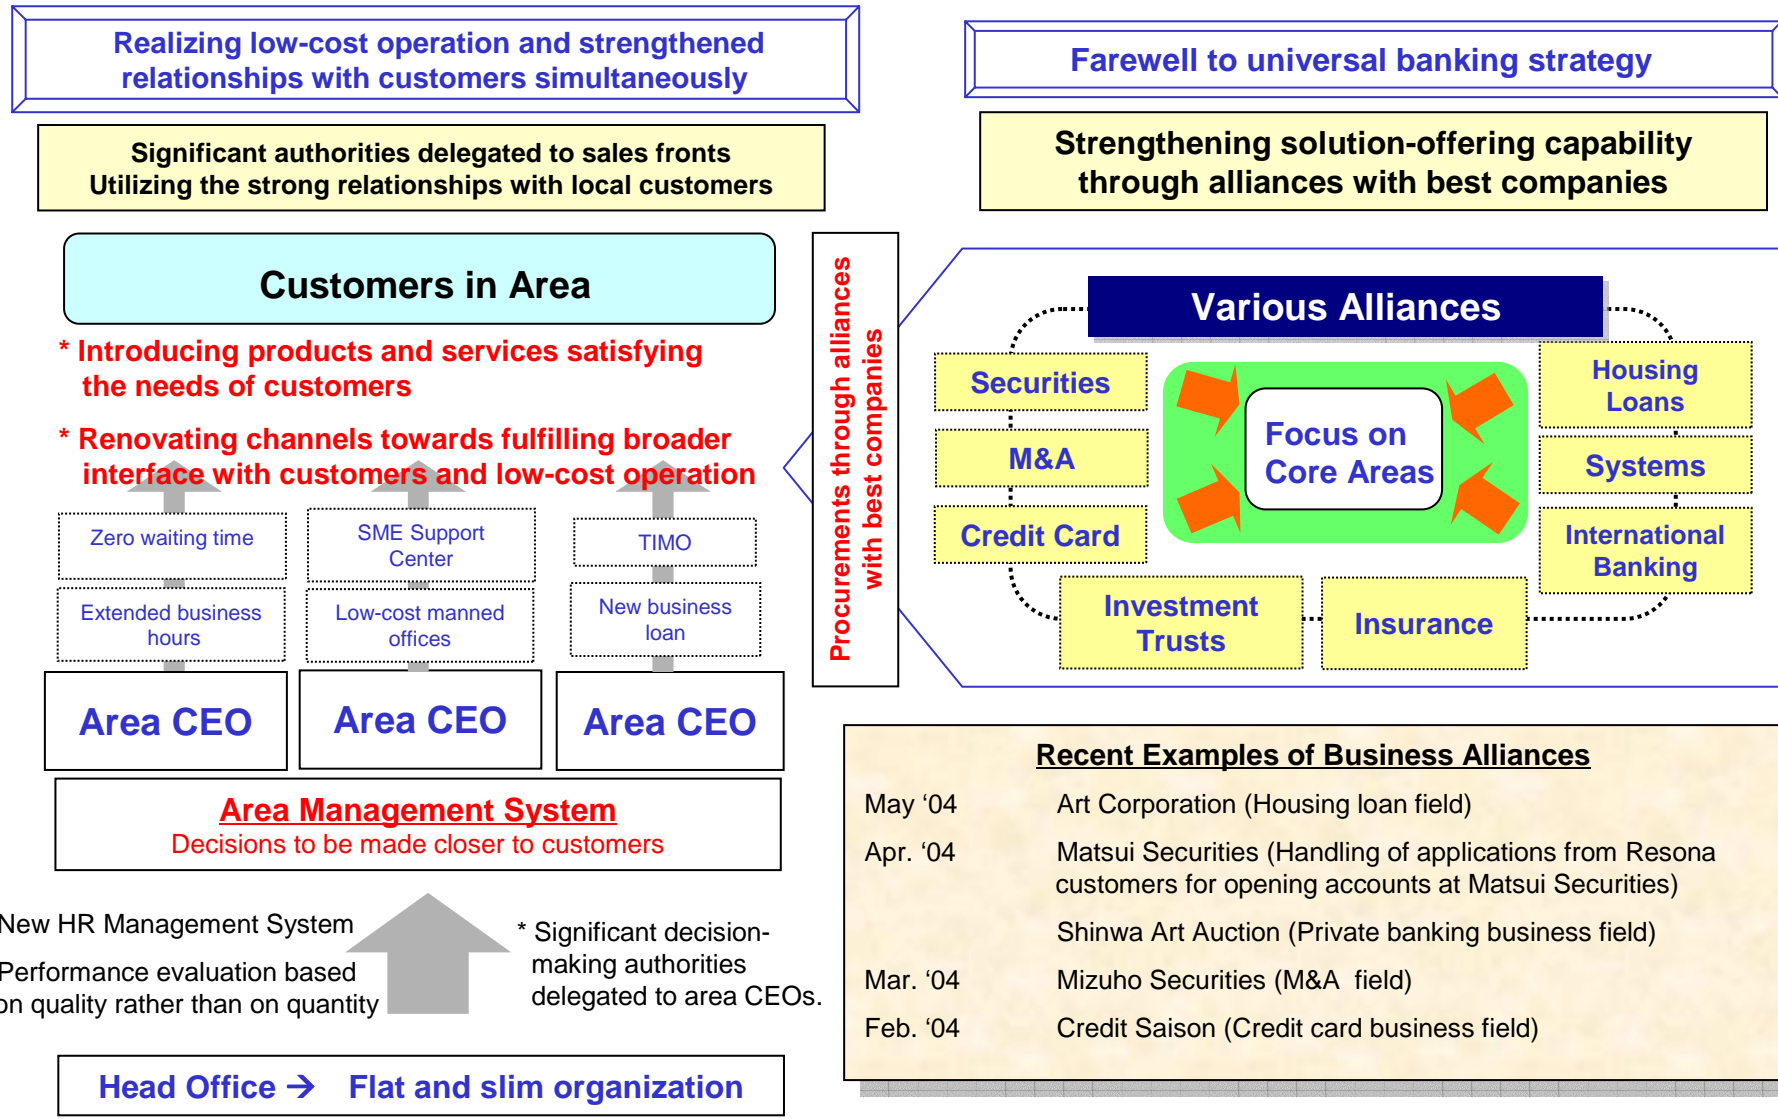 Realizing low-cost operation and strengthened
relationships with customers simultaneously
Significant authorities delegated to sales fronts
Utilizing the strong relationships with local customers
Customers in Area
* Introducing products and services satisfying
the needs of customers
* Renovating channels towards fulfilling broader
interface with customers and low-cost operation
Zero waiting time
SME Support
Center
TIMO
Extended business
hours
Low-cost manned
offices
New business
loan
Area CEO
Area CEO
Area CEO
Area Management System
Decisions to be made closer to customers
New HR Management System
Performance evaluation based
on quality rather than on quantity
* Significant decision-
making authorities
delegated to area CEOs.
Head Office → Flat and slim organization
Procurements through alliances
with best companies
Farewell to universal banking strategy
Strengthening solution-offering capability
through alliances with best companies
Various Alliances
Securities
M&A
Credit Card
Investment
Trusts
Insurance
Housing
Loans
Systems
International
Banking
Focus on
Core Areas
Recent Examples of Business Alliances
May ‘04 Art Corporation (Housing loan field)
Apr. ‘04 Matsui Securities (Handling of applications from Resona
customers for opening accounts at Matsui Securities)
Shinwa Art Auction (Private banking business field)
Mar. ‘04 Mizuho Securities (M&A field)
Feb. ‘04 Credit Saison (Credit card business field)